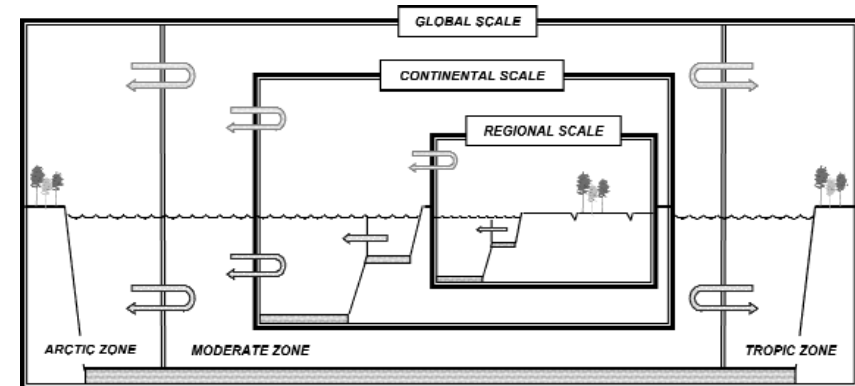 GLOBAL SCALE
CONTINENTAL SCALE
REGIONAL SCALE
ARCTIC ZONE
MODERATE ZONE
TROPIC ZONE